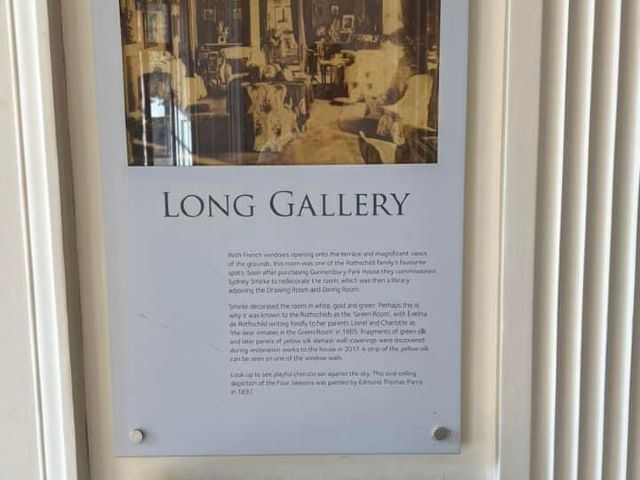 LONG GALLERY
With French windows opening onto the terrace and magnificent views
of the grounds, this room was one of the Rothschild family's favourite
spots. Soon after purchasing Gunnersbury Park House they commissioned
Sydney Smirke to redecorate the room, which was then a library
adjoining the Drawing Room and Dining Room.
Smirke decorated the room in white, gold and green. Perhaps this is
why it was known to the Rothschilds as the 'Green Room', with Evelina
de Rothschild writing fondly to her parents Lionel and Charlotte as
'the dear inmates in the Green Room' in 1865. Fragments of green silk
and later panels of yellow silk damask wall-coverings were discovered
during restoration works to the house in 2017. A strip of the yellow silk
can be seen on one of the window walls.
Look up to see playful cherubs set against the sky. This oval ceiling
depiction of the Four Seasons was painted by Edmund Thomas Parris
in 1837.